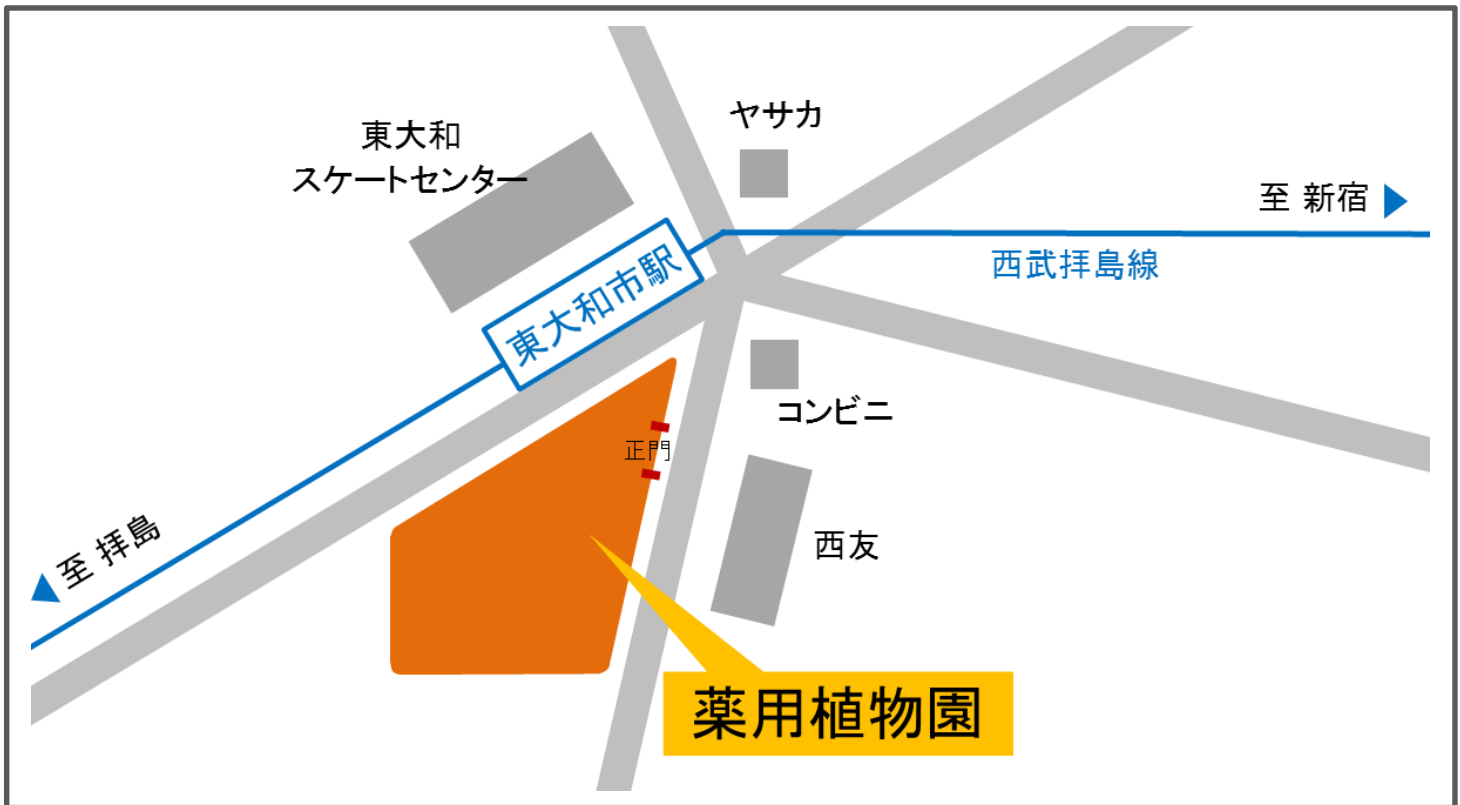 ヤサカ
東大和
スケートセンター
至 新宿
西武拝島線
東大和市駅
コンビニ
正門
至 拝島
西友
薬用植物園